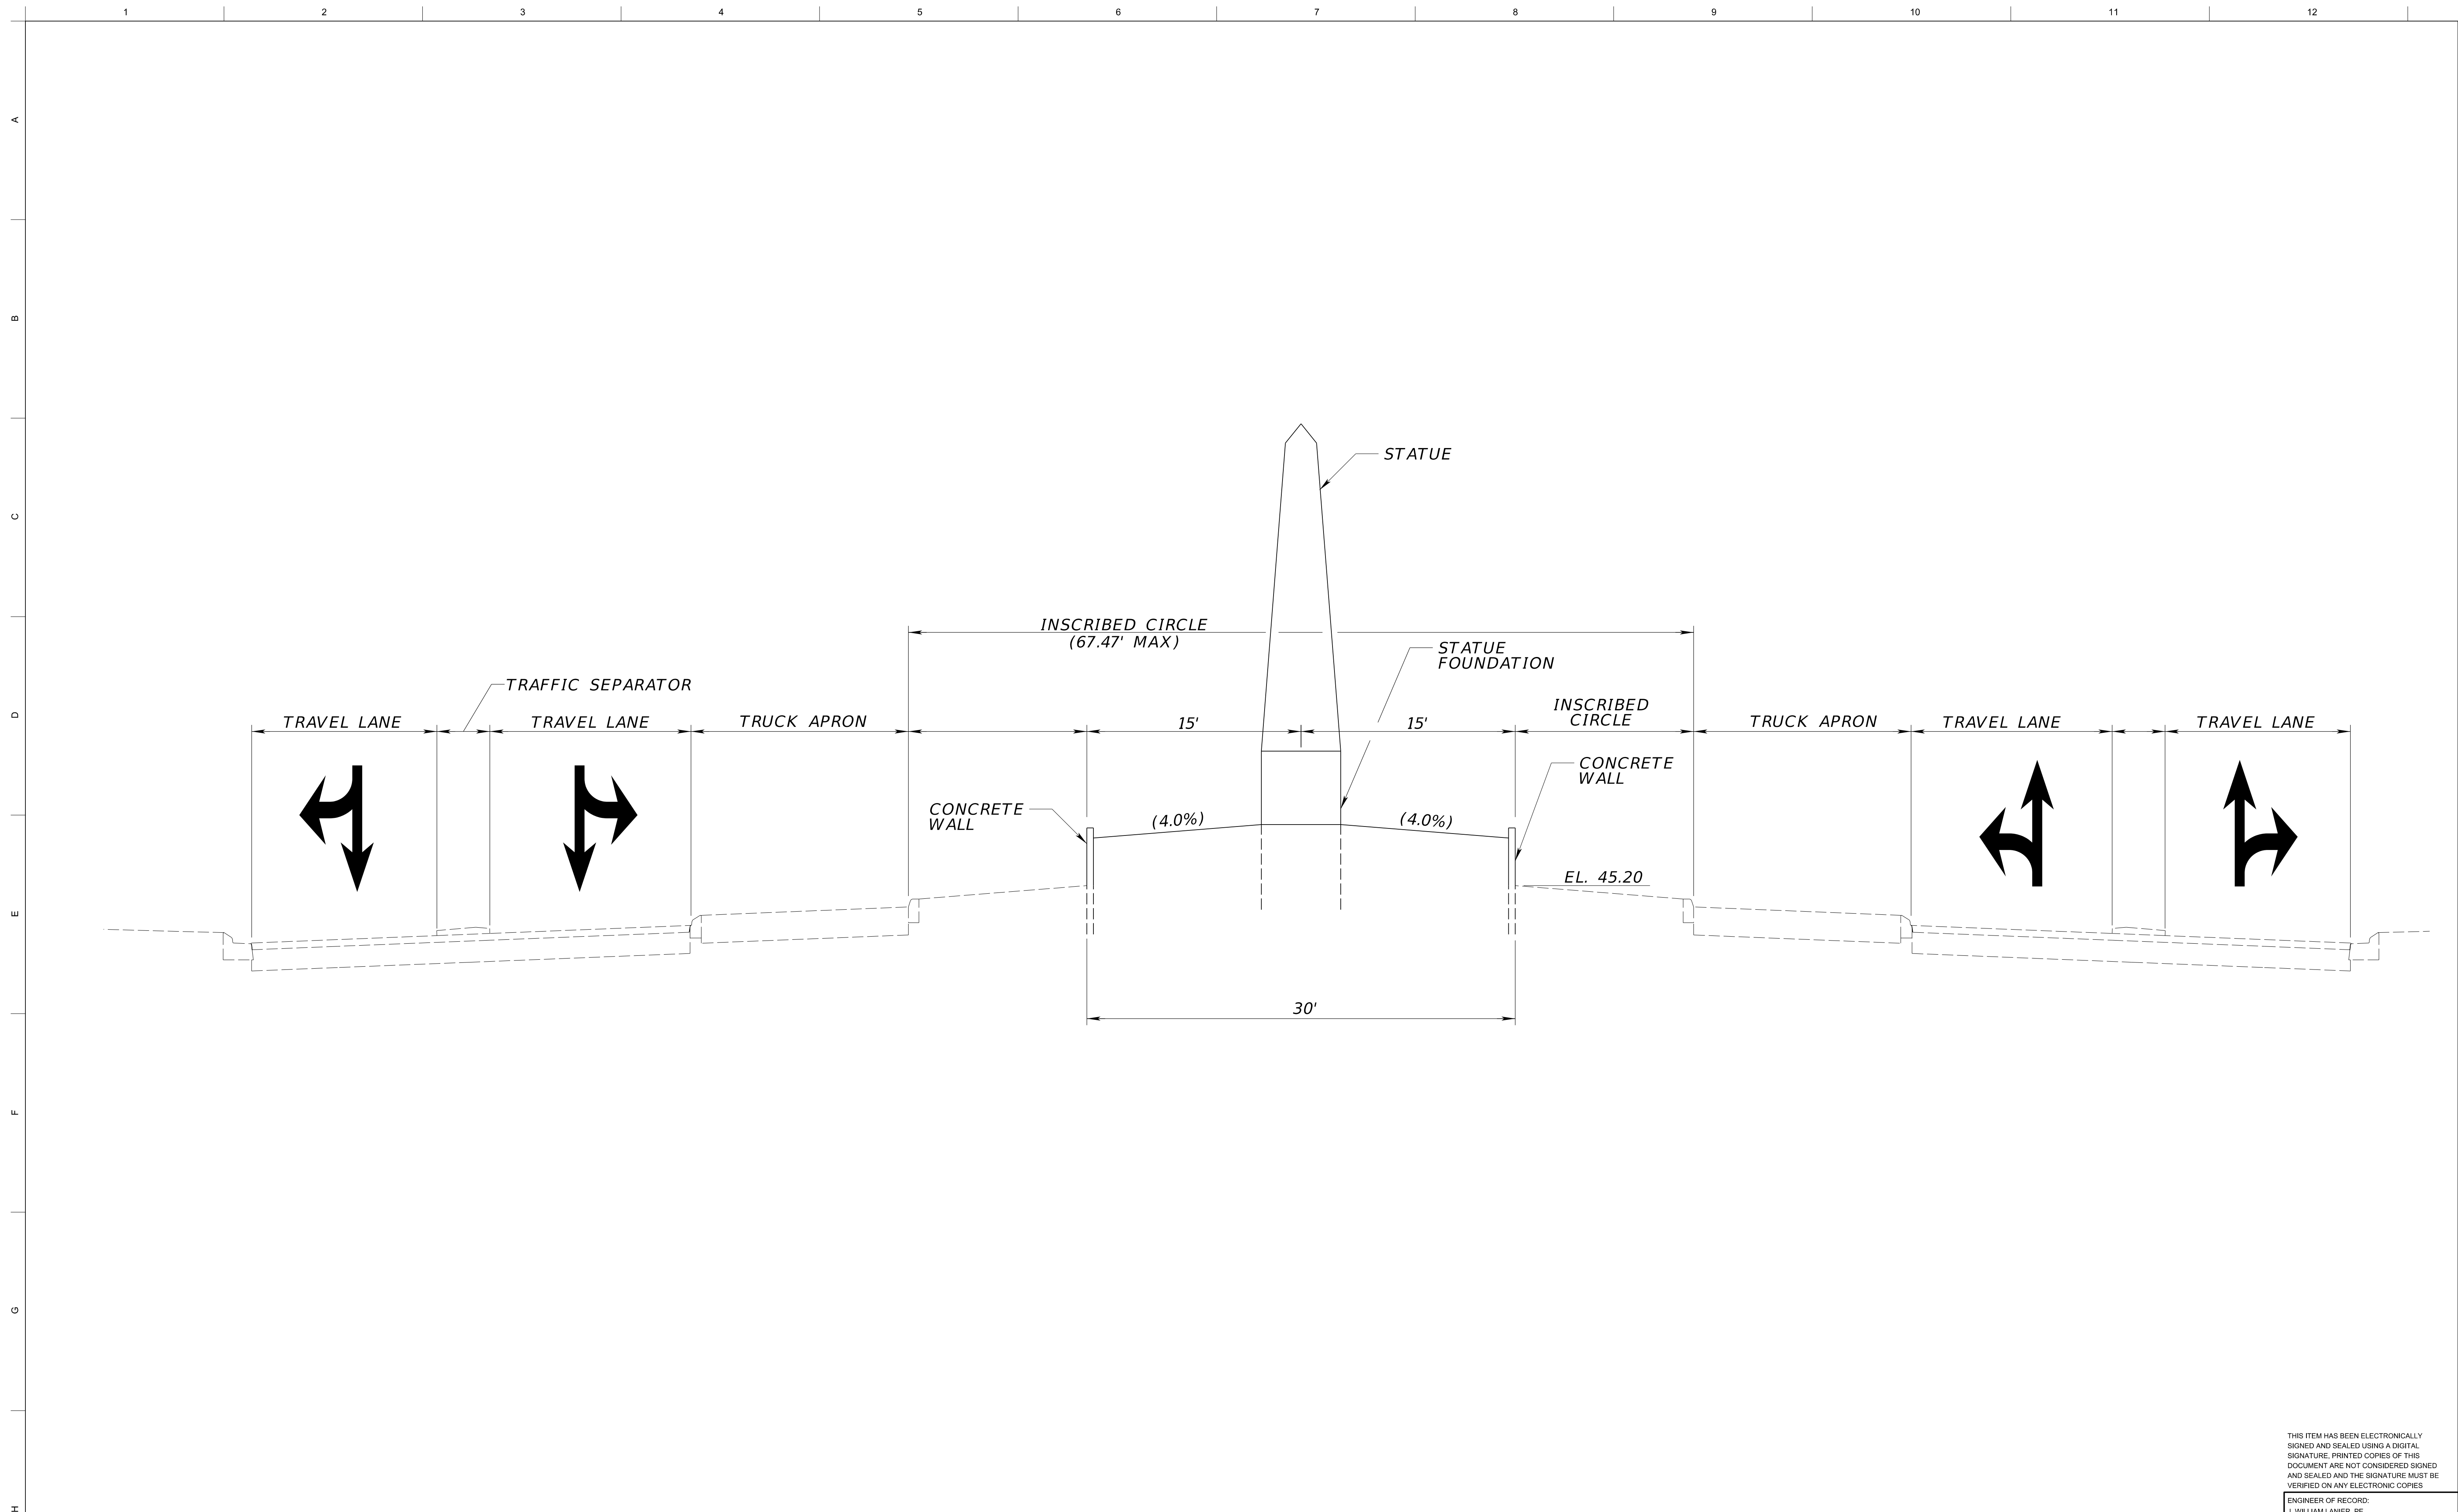 1 2 3 4 5 6 7 8 9 10 11 12
A
B
C
D
E
F
G
H
STATUE
INSCRIBED CIRCLE
(67.47' MAX)
STATUE
FOUNDATION
TRAFFIC SEPARATOR
TRAVEL LANE
TRAVEL LANE
TRUCK APRON
15'
15'
INSCRIBED
CIRCLE
TRUCK APRON
TRAVEL LANE
TRAVEL LANE
CONCRETE
WALL
CONCRETE
WALL
(4.0%)
(4.0%)
EL. 45.20
30'
THIS ITEM HAS BEEN ELECTRONICALLY
SIGNED AND SEALED USING A DIGITAL
SIGNATURE, PRINTED COPIES OF THIS
DOCUMENT ARE NOT CONSIDERED SIGNED
AND SEALED AND THE SIGNATURE MUST BE
VERIFIED ON ANY ELECTRONIC COPIES
ENGINEER OF RECORD:
J. WILLIAM LANIER, PE